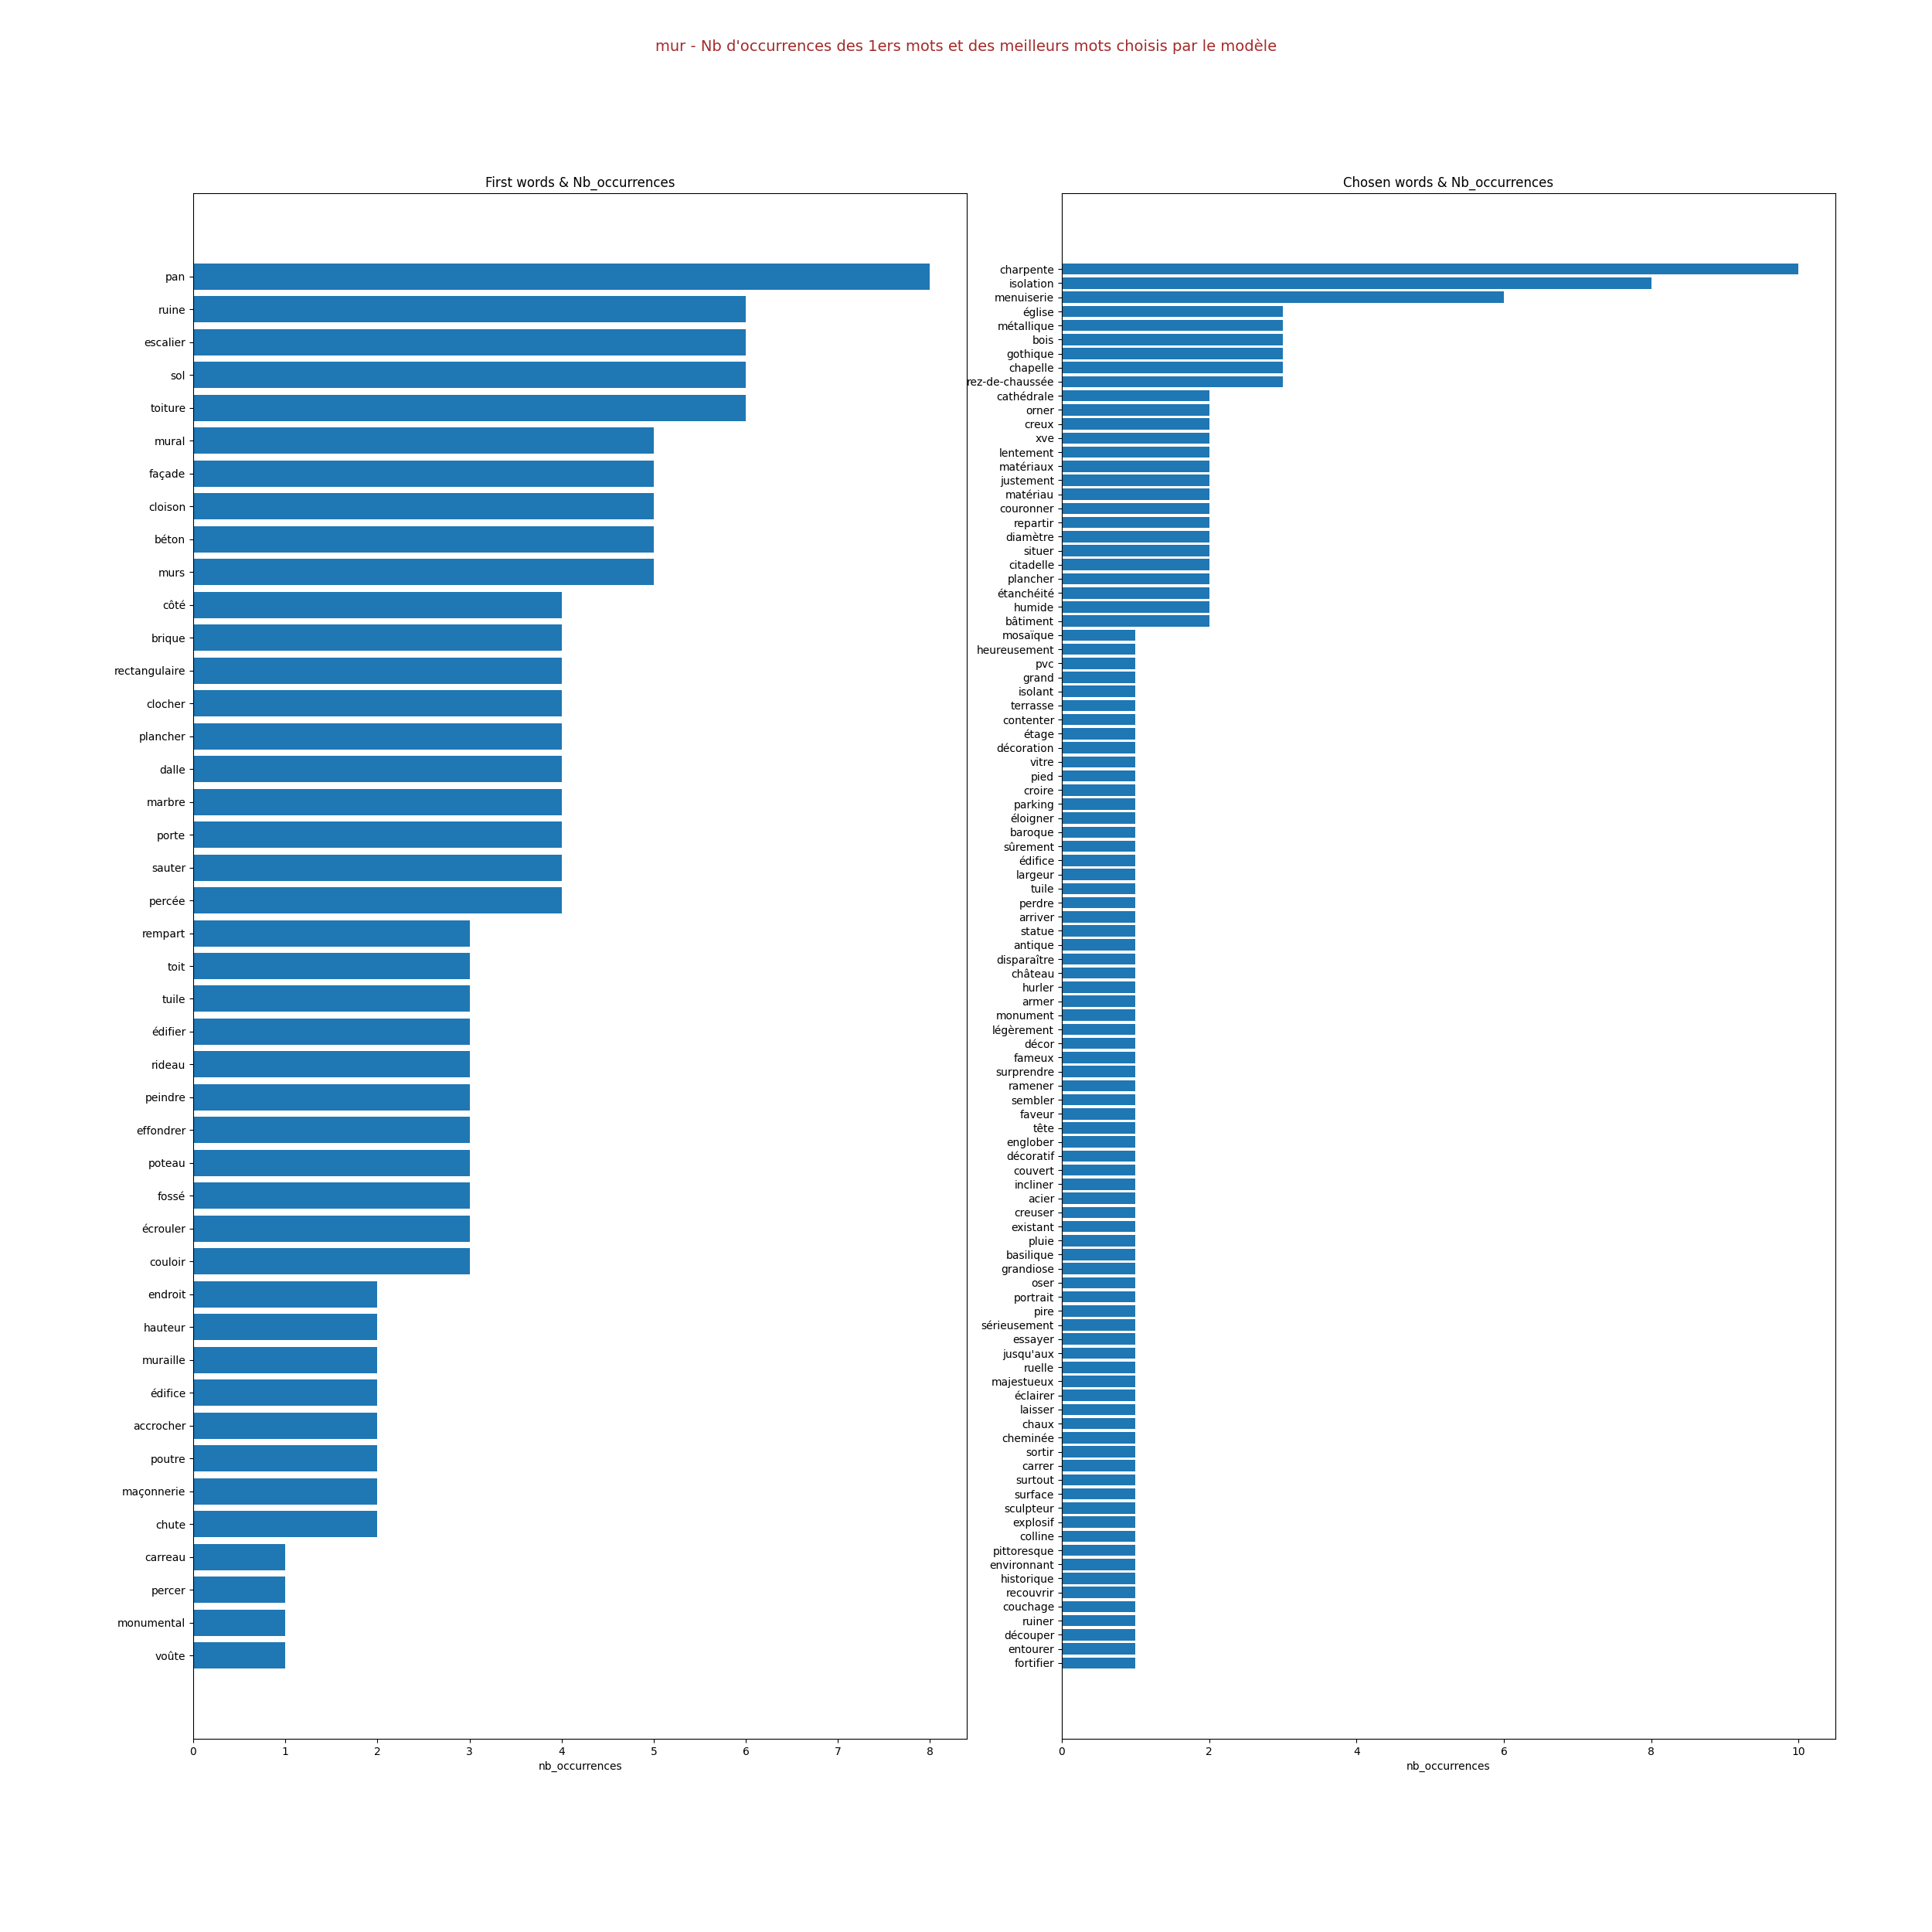 mur - Nb d'occurrences des 1ers mots et des meilleurs mots choisis par le modèle
First words & Nb_occurrences
pan
ruine
escalier
sol
toiture
mural
façade
cloison
béton
murs
côté
brique
rectangulaire
clocher
plancher
dalle
marbre
porte
sauter
percée
rempart
toit
tuile
édifier
rideau
peindre
effondrer
poteau
fossé
écrouler
couloir
endroit
hauteur
muraille
édifice
accrocher
poutre
maçonnerie
chute
carreau
percer
monumental
voûte
0 1 2 3 4 5 6 7 8
nb_occurrences
Chosen words & Nb_occurrences
charpente
isolation
menuiserie
église
métallique
bois
gothique
chapelle
rez-de-chaussée
cathédrale
orner
creux
xve
lentement
matériaux
justement
matériau
couronner
repartir
diamètre
situer
citadelle
plancher
étanchéité
humide
bâtiment
mosaïque
heureusement
pvc
grand
isolant
terrasse
contenter
étage
décoration
vitre
pied
croire
parking
éloigner
baroque
sûrement
édifice
largeur
tuile
perdre
arriver
statue
antique
disparaître
château
hurler
armer
monument
légèrement
décor
fameux
surprendre
ramener
sembler
faveur
tête
englober
décoratif
couvert
incliner
acier
creuser
existant
pluie
basilique
grandiose
oser
portrait
pire
sérieusement
essayer
jusqu'aux
ruelle
majestueux
éclairer
laisser
chaux
cheminée
sortir
carrer
surtout
surface
sculpteur
explosif
colline
pittoresque
environnant
historique
recouvrir
couchage
ruiner
découper
entourer
fortifier
0 2 4 6 8 10
nb_occurrences